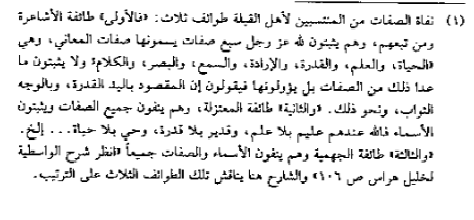 (١) نفاة الصفات من المنتسبين لأهل القبلة طوائف ثلاث: «فالأولى» طائفة الأشاعرة
ومن تبعهم، وهم يثبتون لله عز وجل سبع صفات يسمونها صفات المعاني، وهي
«الحياة، والعلم، والقدرة، والإرادة، والسمع، والبصر، والكلام» ولا يثبتون ما
عدا ذلك من الصفات بل يؤولونها فيقولون إن المقصود باليد القدرة، وبالوجه
الثواب، ونحو ذلك. «والثانية» طائفة المعتزلة، وهم ينفون جميع الصفات ويثبتون
الأسماء فالله عندهم عليم بلا علم، وقدير بلا قدرة، وحي بلا حياة... إلخ.
«والثالثة» طائفة الجهمية وهم ينفون الأسماء والصفات جميعاً «انظر شرح الواسطية
لخليل هراس ص ١٠٦» والشارح هنا يناقش تلك الطوائف الثلاث على الترتيب.